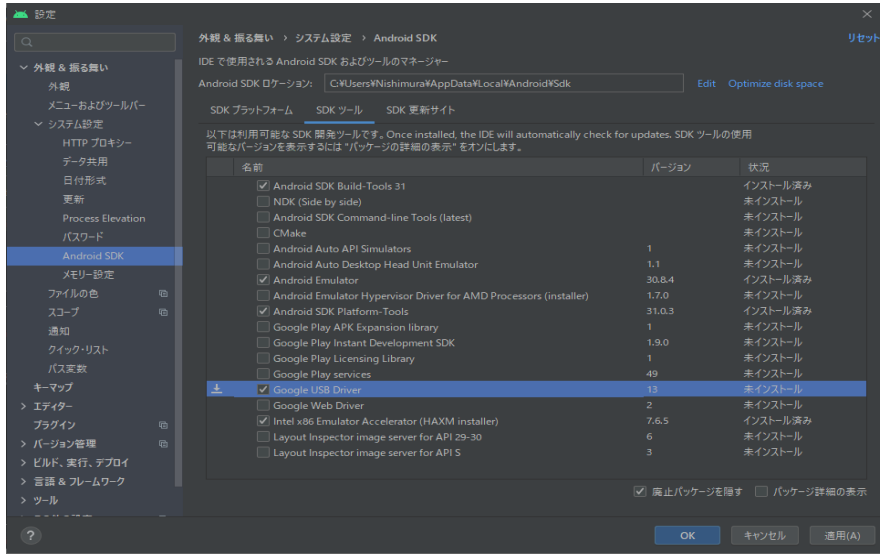 設定
外観 & 振る舞い › システム設定 › Android SDK
リセット
IDE で使用される Android SDK およびツールのマネージャー
Android SDK ロケーション: C:¥Users¥Nishimura¥AppData¥Local¥Android¥Sdk Edit Optimize disk space
SDK プラットフォーム SDK ツール SDK 更新サイト
以下は利用可能な SDK 開発ツールです。Once installed, the IDE will automatically check for updates. SDK ツールの使用
可能なバージョンを表示するには "パッケージの詳細の表示" をオンにします。
外観 & 振る舞い
外観
メニューおよびツールバー
システム設定
HTTP プロキシー
データ共用
日付形式
更新
Process Elevation
パスワード
Android SDK
メモリー設定
ファイルの色
スコープ
通知
クイック・リスト
パス変数
キーマップ
エディター
プラグイン
バージョン管理
ビルド、実行、デプロイ
言語 & フレームワーク
ツール
名前 バージョン 状況
Android SDK Build-Tools 31 インストール済み
NDK (Side by side) 未インストール
Android SDK Command-line Tools (latest) 未インストール
CMake 未インストール
Android Auto API Simulators 1 未インストール
Android Auto Desktop Head Unit Emulator 1.1 未インストール
Android Emulator 30.8.4 インストール済み
Android Emulator Hypervisor Driver for AMD Processors (installer) 1.7.0 未インストール
Android SDK Platform-Tools 31.0.3 インストール済み
Google Play APK Expansion library 1 未インストール
Google Play Instant Development SDK 1.9.0 未インストール
Google Play Licensing Library 1 未インストール
Google Play services 49 未インストール
Google USB Driver 13 未インストール
Google Web Driver 2 未インストール
Intel x86 Emulator Accelerator (HAXM installer) 7.6.5 インストール済み
Layout Inspector image server for API 29-30 6 未インストール
Layout Inspector image server for API S 3 未インストール
廃止パッケージを隠す パッケージ詳細の表示
? OK キャンセル 適用(A)